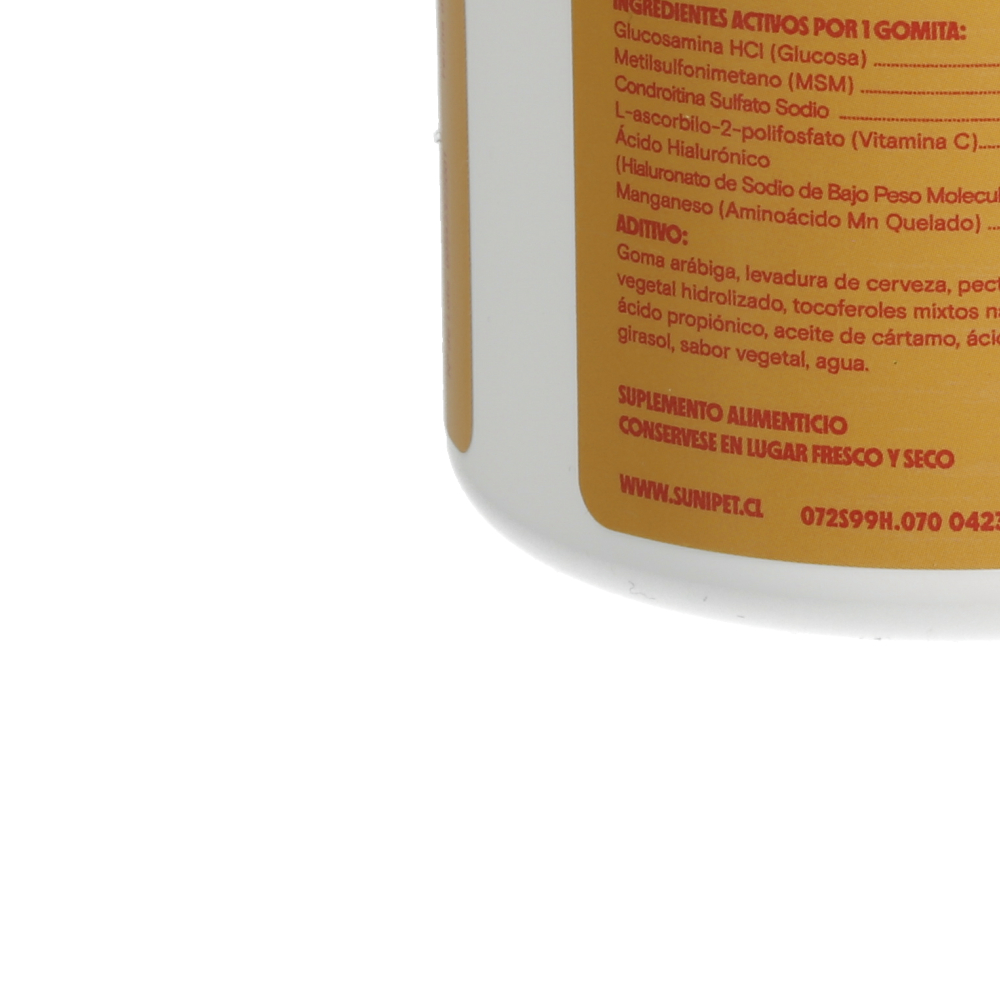 INGREDIENTES ACTIVOS POR 1 GOMITA:
Glucosamina HCl (Glucosa)
Metilsulfonimetano (MSM)
Condroitina Sulfato Sodio
L-ascorbilo-2-polifosfato (Vitamina C)
Ácido Hialurónico
(Hialuronato de Sodio de Bajo Peso
Manganeso (Aminoácido Mn Quelado)
ADITIVO:
Goma arábiga, levadura de cerveza,
vegetal hidrolizado, tocoferoles mixtos
ácido propiónico, aceite de cártamo,
girasol, sabor vegetal, agua.
SUPLEMENTO ALIMENTICIO
CONSERVESE EN LUGAR FRESCO Y SECO
WWW.SUNIPET.CL 072S99H.070 0423